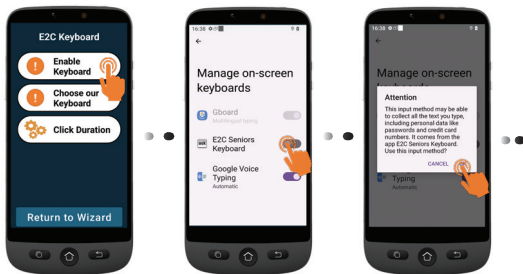 E2C Keyboard
Enable
Keyboard
Choose our
Keyboard
Click Duration
Return to Wizard
16:38
Manage on-screen
keyboards
Gboard
Multilingual typing
ask
E2C Seniors
Keyboard
Google Voice
Typing
Automatic
16:38
Manage on-screen
keyboards
Attention
This input method may be able
to collect all the text you type,
including personal data like
passwords and credit card
numbers. It comes from the
app E2C Seniors Keyboard.
Use this input method?
CANCEL
Typing
Automatic